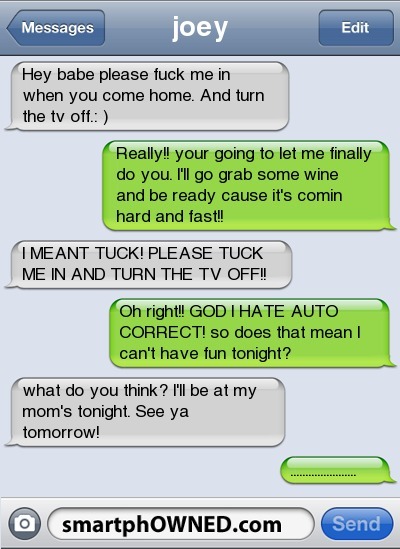 Messages
joey
Edit
Hey babe please fuck me in
when you come home. And turn
the tv off.: )
Really!! your going to let me finally
do you. I'll go grab some wine
and be ready cause it's comin
hard and fast!!
I MEANT TUCK! PLEASE TUCK
ME IN AND TURN THE TV OFF!!
Oh right!! GOD I HATE AUTO
CORRECT! so does that mean I
can't have fun tonight?
what do you think? I'll be at my
mom's tonight. See ya
tomorrow!
......................
smartphOWNED.com
Send